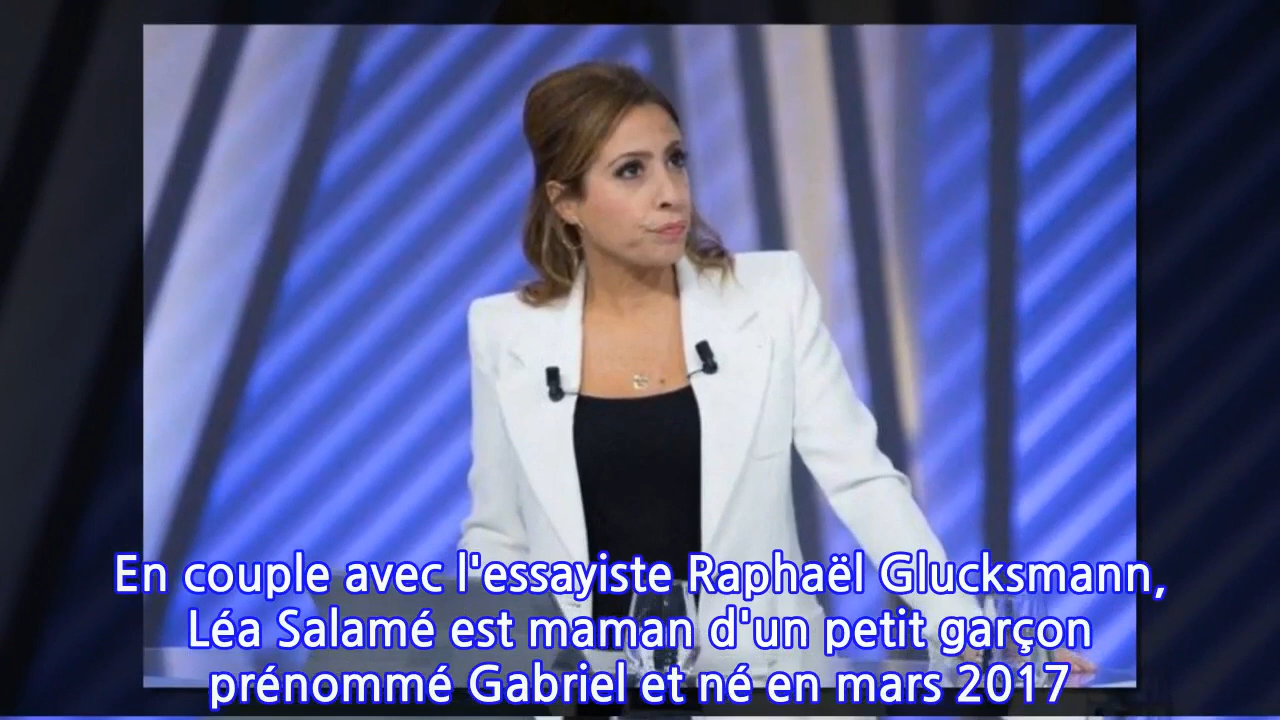 En couple avec l'essayiste Raphaël Glucksmann,
Léa Salamé est maman d'un petit garçon
prénommé Gabriel et né en mars 2017